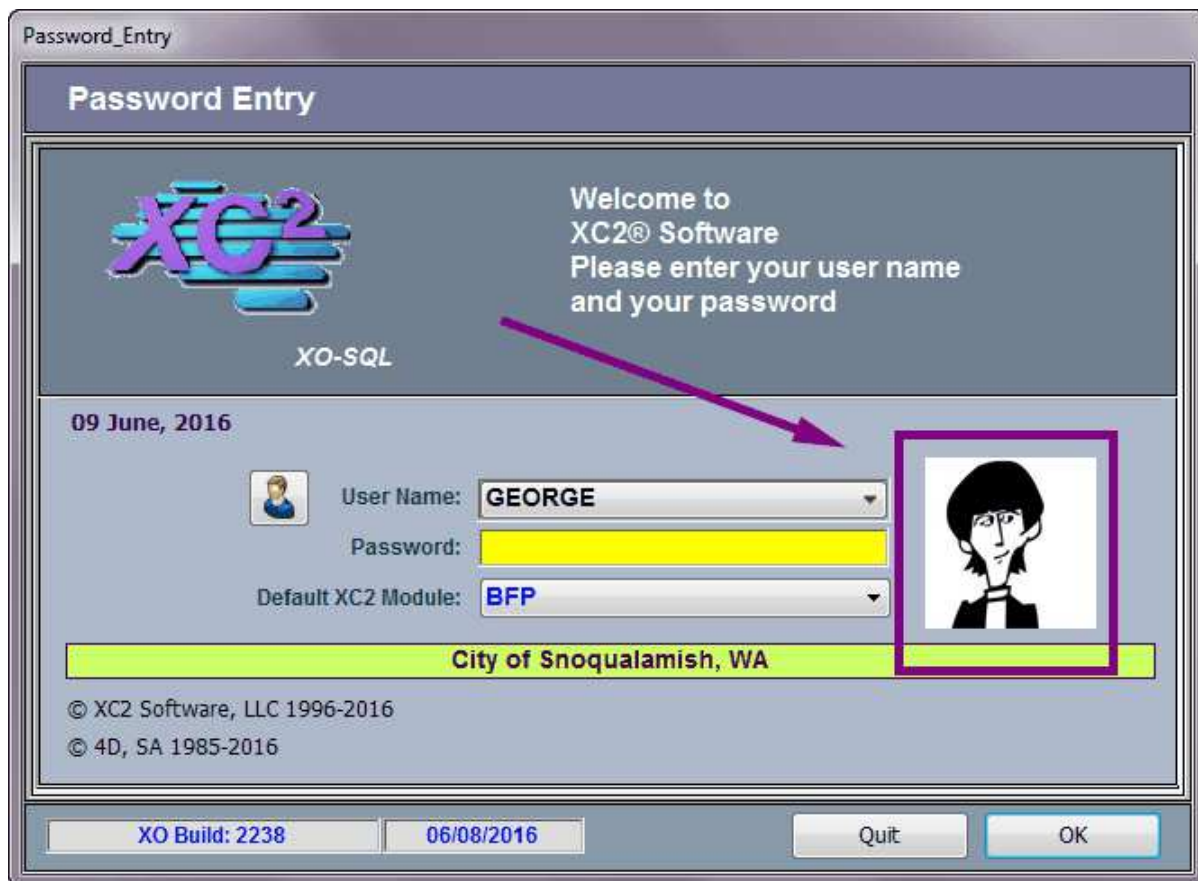 Password_Entry
Password Entry
XC2
XO-SQL
Welcome to
XC2® Software
Please enter your user name
and your password
09 June, 2016
User Name: GEORGE
Password:
Default XC2 Module: BFP
City of Snoqualamish, WA
© XC2 Software, LLC 1996-2016
© 4D, SA 1985-2016
XO Build: 2238 06/08/2016 Quit OK